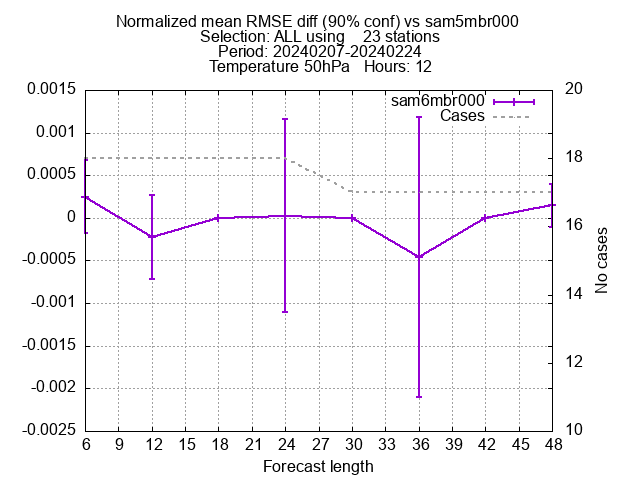 Normalized mean RMSE diff (90% conf) vs sam5mbr000
Selection: ALL using    23 stations
Period: 20240207-20240224
Temperature 50hPa   Hours: 12
sam6mbr000
Cases
0.0015
0.001
0.0005
0
-0.0005
-0.001
-0.0015
-0.002
-0.0025
20
18
16
14
12
10
No cases
6 9 12 15 18 21 24 27 30 33 36 39 42 45 48
Forecast length